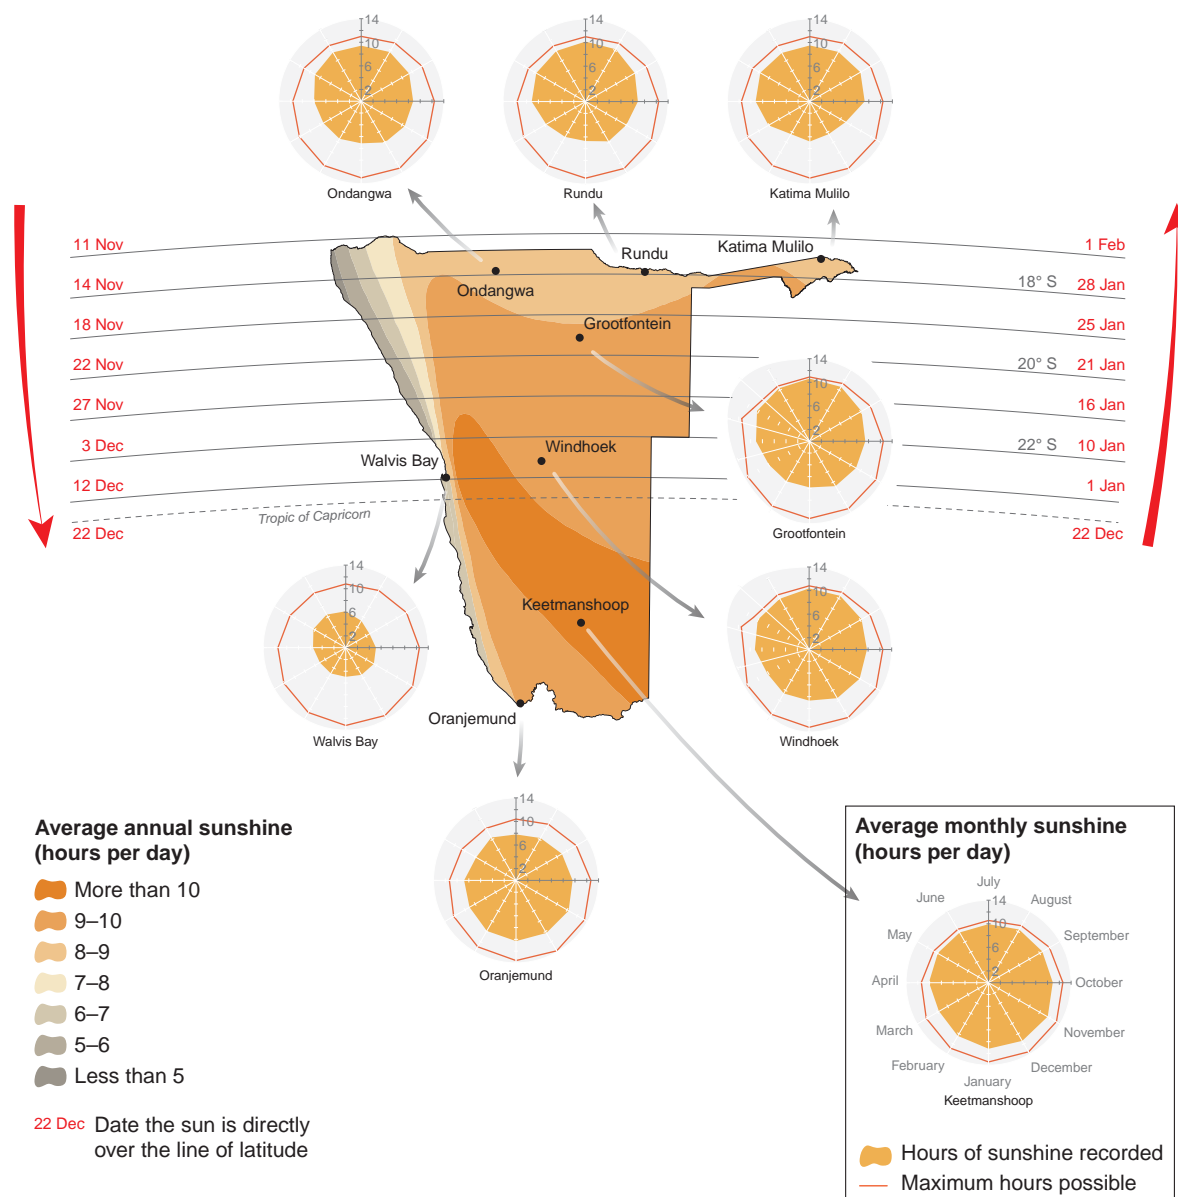 14
10
6
2
Ondangwa
14
10
6
2
Rundu
14
10
6
2
Katima Mulilo
11 Nov
14 Nov
18 Nov
22 Nov
27 Nov
3 Dec
12 Dec
22 Dec
1 Feb
18° S 28 Jan
25 Jan
20° S 21 Jan
16 Jan
22° S 10 Jan
1 Jan
22 Dec
Tropic of Capricorn
Ondangwa
Rundu
Katima Mulilo
Grootfontein
Windhoek
Walvis Bay
Keetmanshoop
Oranjemund
14
10
6
2
Grootfontein
14
10
6
2
Walvis Bay
14
10
6
2
Windhoek
14
10
6
2
Oranjemund
Average annual sunshine
(hours per day)
More than 10
9–10
8–9
7–8
6–7
5–6
Less than 5
22 Dec Date the sun is directly
over the line of latitude
Average monthly sunshine
(hours per day)
July
June
August
May
September
April
October
March
November
February
December
January
14
10
6
2
Keetmanshoop
Hours of sunshine recorded
Maximum hours possible